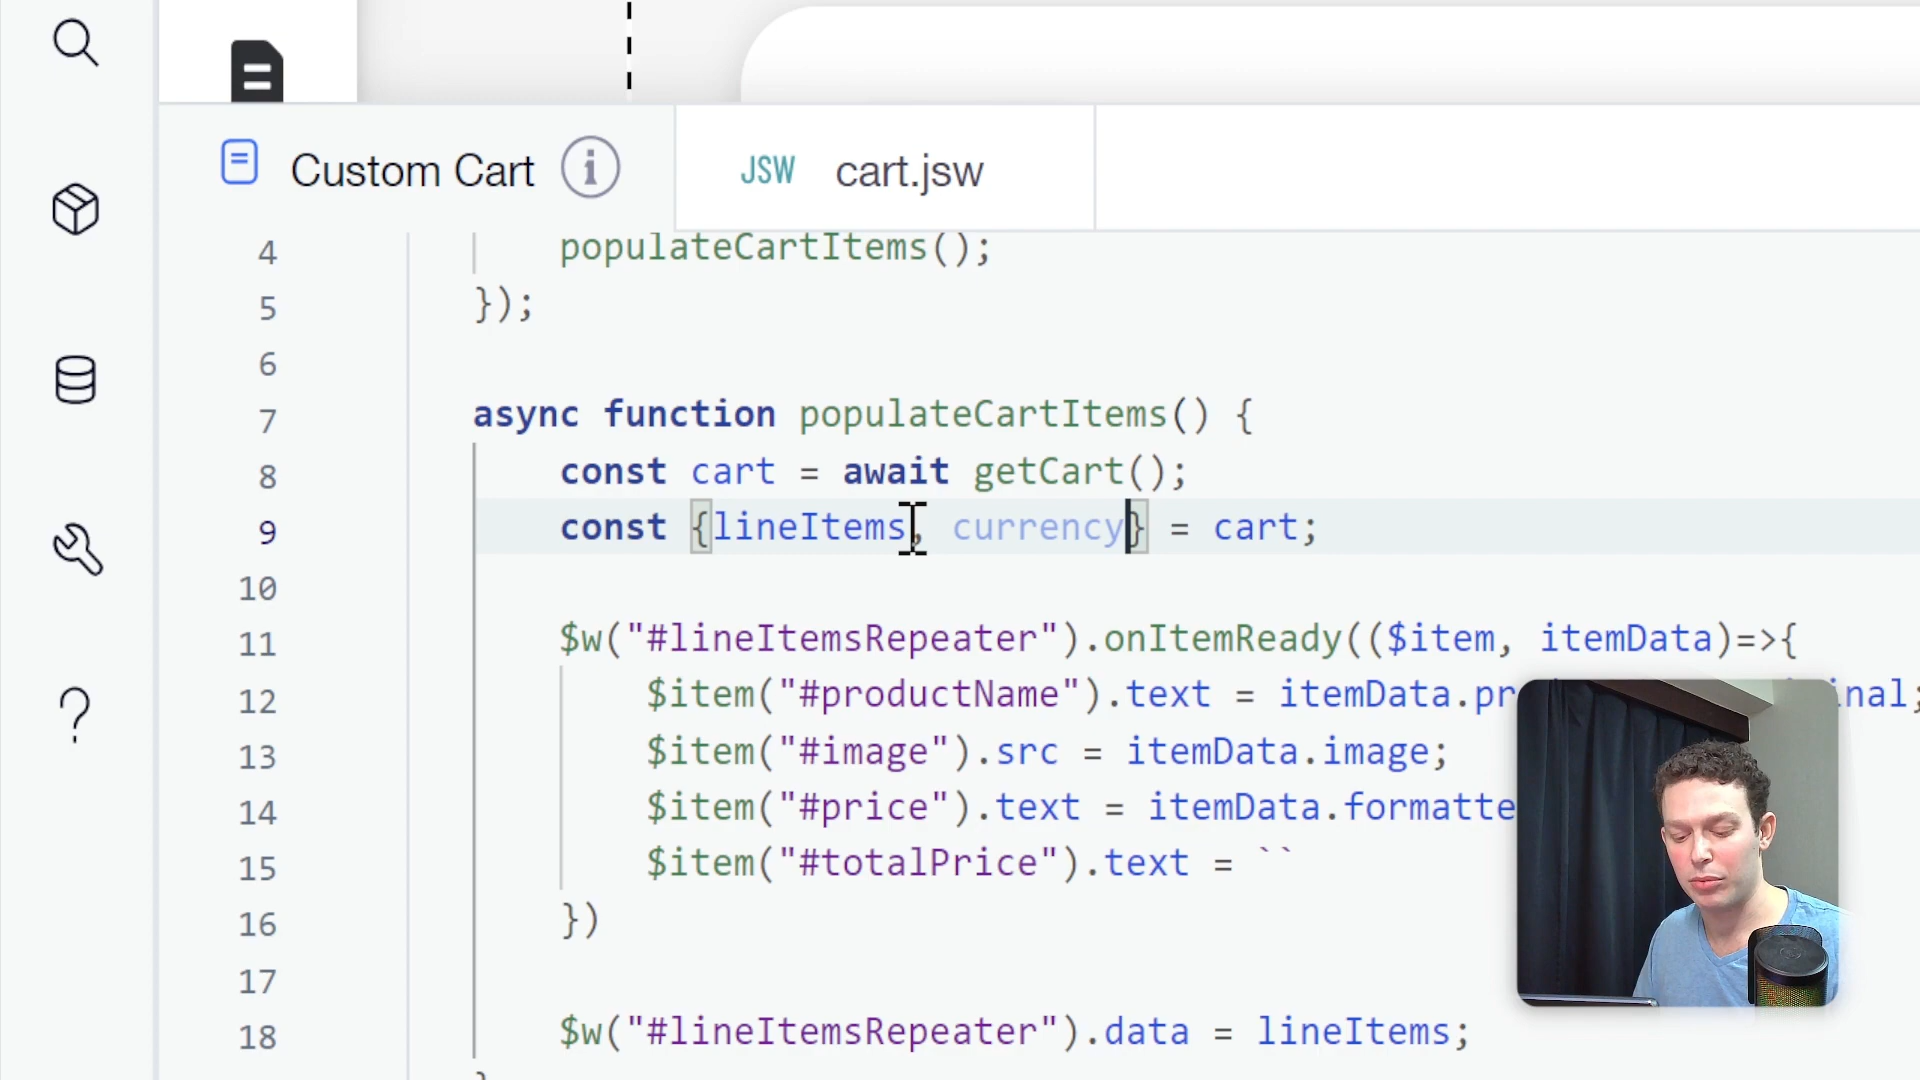 Custom Cart
JSW cart.jsw
4 populateCartItems();
5 });
6
7 async function populateCartItems() {
8 const cart = await getCart();
9 const {lineItems, currency} = cart;
10
11 $w("#lineItemsRepeater").onItemReady(($item, itemData)=>{
12 $item("#productName").text = itemData.pr inal;
13 $item("#image").src = itemData.image;
14 $item("#price").text = itemData.formatte
15 $item("#totalPrice").text = ``
16 })
17
18 $w("#lineItemsRepeater").data = lineItems;